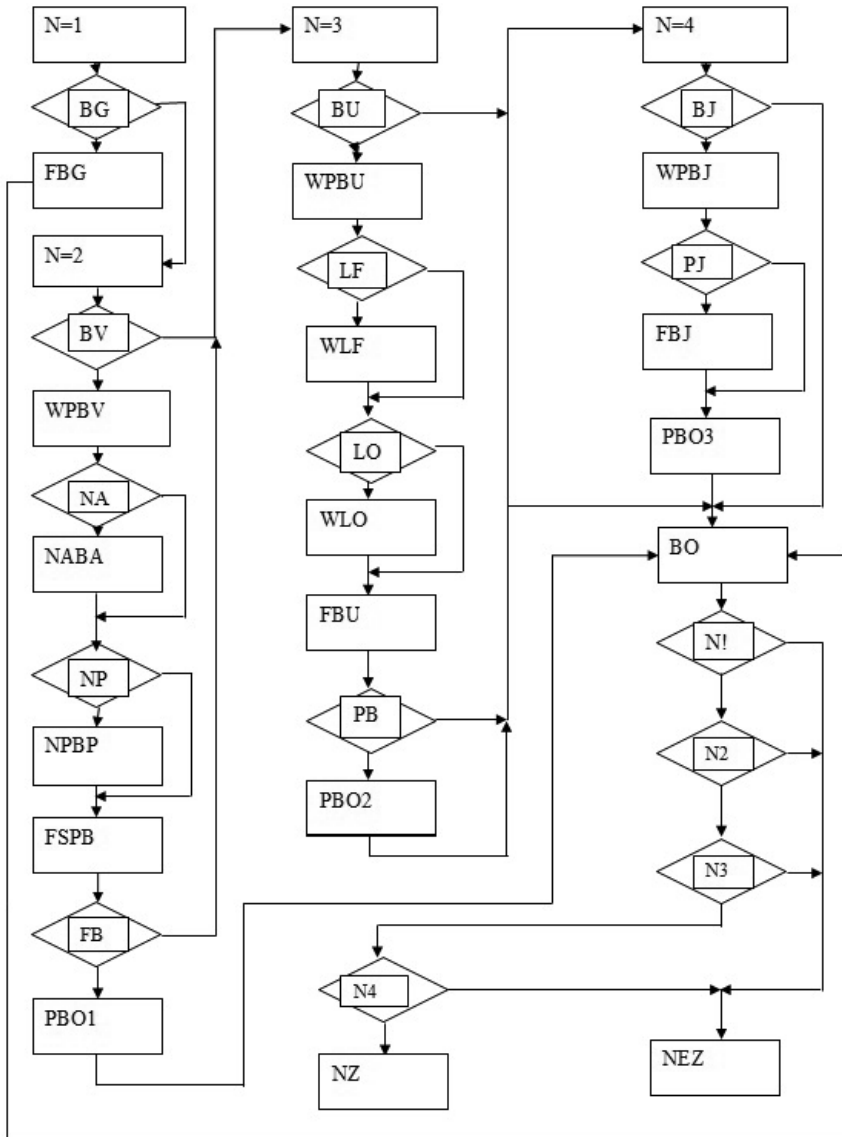 N=1
BG
FBG
N=2
BV
WPBV
NA
NABA
NP
NPBP
FSPB
FB
PBO1
N=3
BU
WPBU
LF
WLF
LO
WLO
FBU
PB
PBO2
N=4
BJ
WPBJ
PJ
FBJ
PBO3
BO
N!
N2
N3
N4
NZ
NEZ